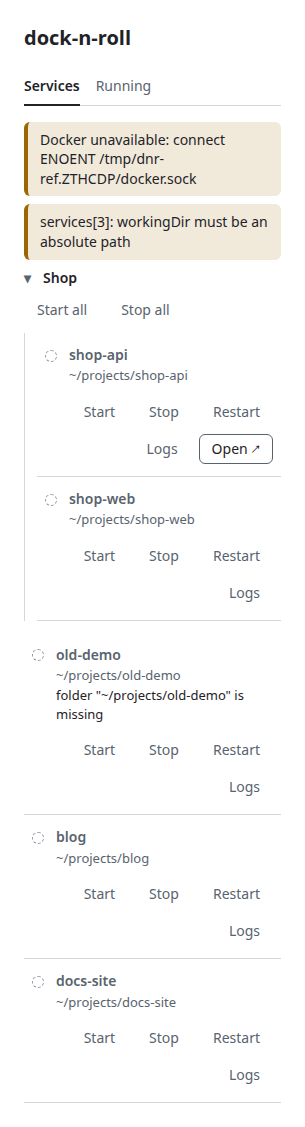 dock-n-roll
Services Running
Docker unavailable: connect
ENOENT /tmp/dnr-
ref.ZTHCDP/docker.sock
services[3]: workingDir must be an
absolute path
▼ Shop
Start all Stop all
shop-api
~/projects/shop-api
Start Stop Restart
Logs Open ↗
shop-web
~/projects/shop-web
Start Stop Restart
Logs
old-demo
~/projects/old-demo
folder "~/projects/old-demo" is
missing
Start Stop Restart
Logs
blog
~/projects/blog
Start Stop Restart
Logs
docs-site
~/projects/docs-site
Start Stop Restart
Logs